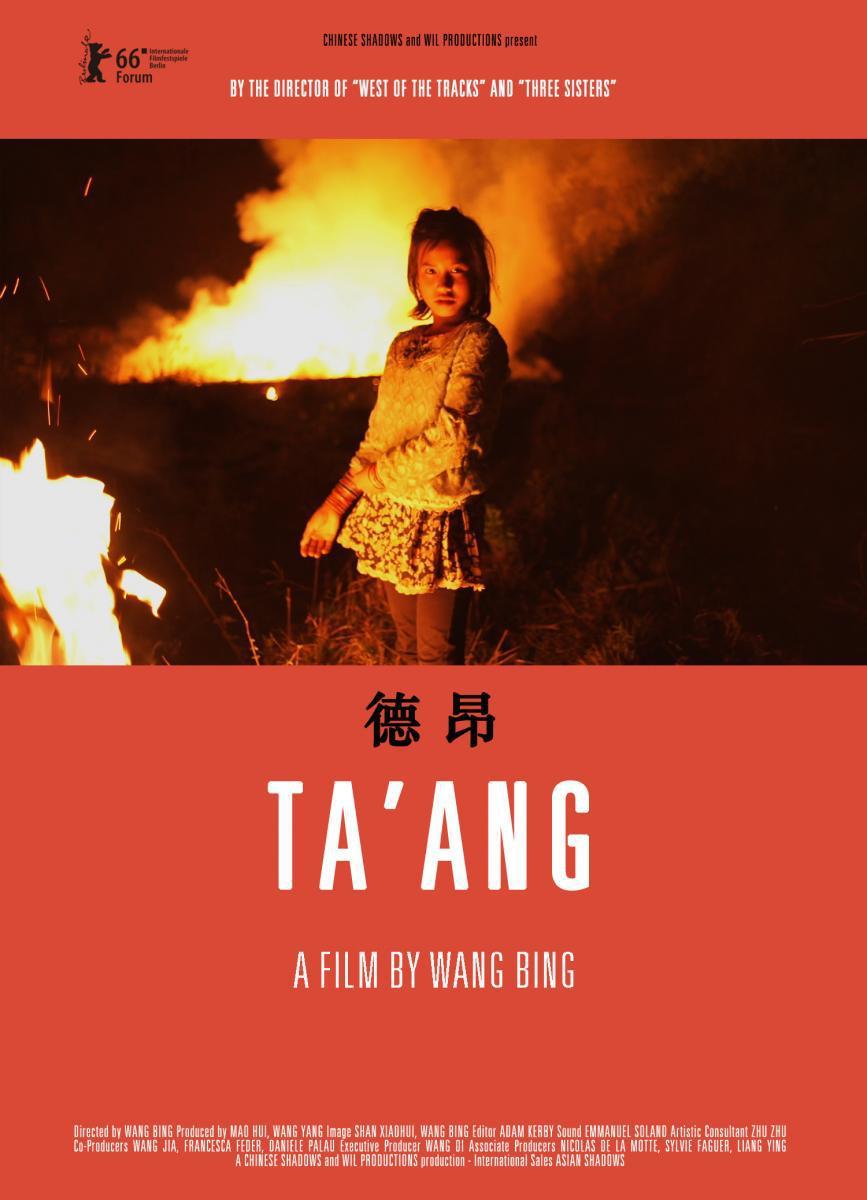 CHINESE SHADOWS and WIL PRODUCTIONS present
Berlinale
66 Internationale
Filmfestspiele
Berlin
Forum
BY THE DIRECTOR OF "WEST OF THE TRACKS" AND "THREE SISTERS"
德昂
TA'ANG
A FILM BY WANG BING
Directed by WANG BING Produced by MAO HUI, WANG YANG Image SHAN XIAOHUI, WANG BING Editor ADAM KERBY Sound EMMANUEL SOLAND Artistic Consultant ZHU ZHU
Co-Producers WANG JIA, FRANCESCA FEDER, DANIELE PALAU Executive Producer WANG DI Associate Producers NICOLAS DE LA MOTTE, SYLVIE FAGUER, LIANG YING
A CHINESE SHADOWS and WIL PRODUCTIONS production - International Sales ASIAN SHADOWS